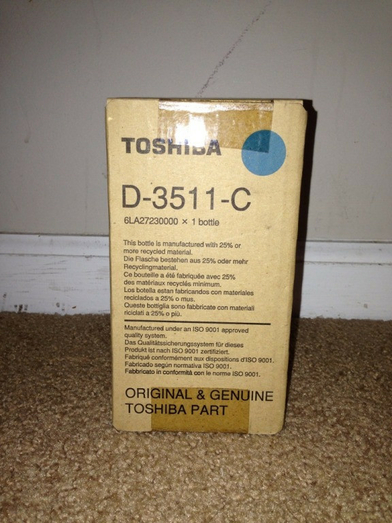 TOSHIBA
D-3511-C
6LA27230000 × 1 bottle
This bottle is manufactured with 25% or
more recycled material.
Die Flasche bestehen aus 25% oder mehr
Recyclingmaterial.
Ce bouteille a été fabriquée avec 25%
des matériaux recyclés minimum.
Los botella estan fabricandos con materiales
reciclados a 25% o mus.
Queste bottiglia sono fabbricate con materiali
riciclati a 25% o più.
Manufactured under an ISO 9001 approved
quality system.
Das Qualitätssicherungssystem für dieses
Produkt ist nach ISO 9001 zertifiziert.
Fabriqué conformément aux dispositions d'ISO 9001.
Fabricado según normativa ISO 9001.
Fabbricato in conformità con le norme ISO 9001.
ORIGINAL & GENUINE
TOSHIBA PART